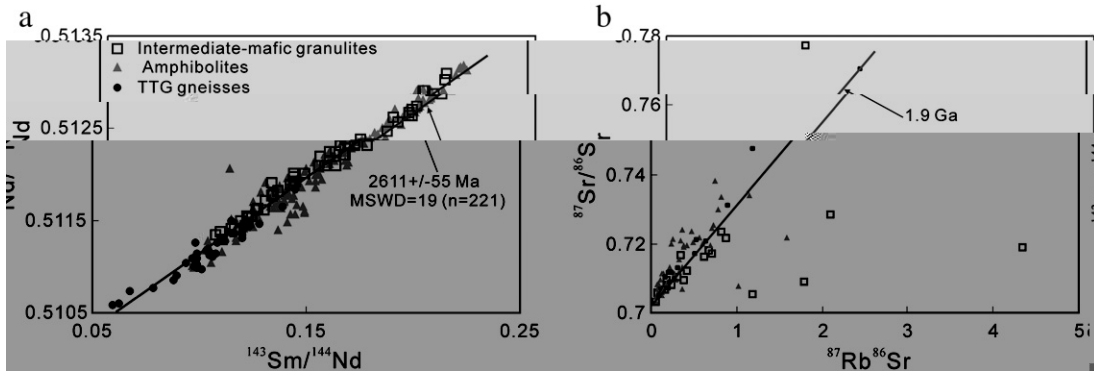 a
0.5135
0.5125
0.5115
0.5105
0.05
0.15
0.25
Intermediate-mafic granulites
Amphibolites
TTG gneisses
2611+/-55 Ma
MSWD=19 (n=221)
¹⁴³Sm/¹⁴⁴Nd
b
0.78
0.76
0.74
0.72
0.7
0
1
2
3
4
5
1.9 Ga
⁸⁷Sr/⁸⁶Sr
⁸⁷Rb⁸⁶Sr